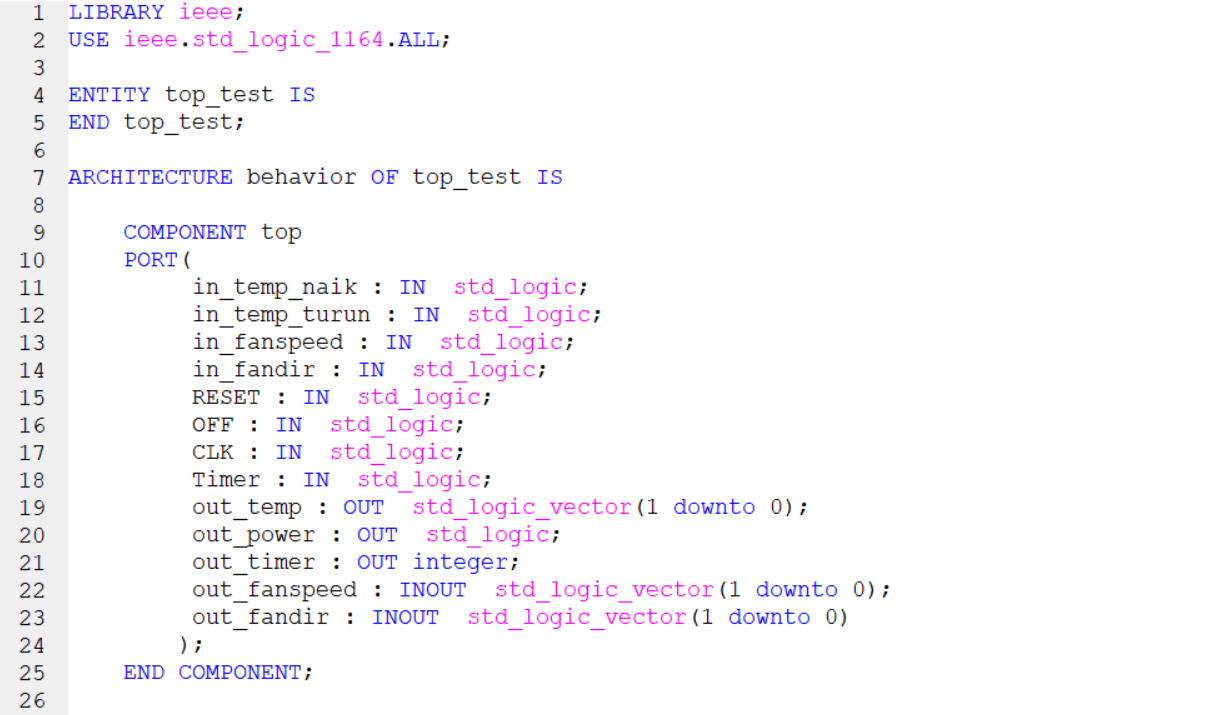 1 LIBRARY ieee;
2 USE ieee.std_logic_1164.ALL;
3
4 ENTITY top_test IS
5 END top_test;
6
7 ARCHITECTURE behavior OF top_test IS
8
9 COMPONENT top
10 PORT(
11 in_temp_naik : IN std_logic;
12 in_temp_turun : IN std_logic;
13 in_fanspeed : IN std_logic;
14 in_fandir : IN std_logic;
15 RESET : IN std_logic;
16 OFF : IN std_logic;
17 CLK : IN std_logic;
18 Timer : IN std_logic;
19 out_temp : OUT std_logic_vector(1 downto 0);
20 out_power : OUT std_logic;
21 out_timer : OUT integer;
22 out_fanspeed : INOUT std_logic_vector(1 downto 0);
23 out_fandir : INOUT std_logic_vector(1 downto 0)
24 );
25 END COMPONENT;
26